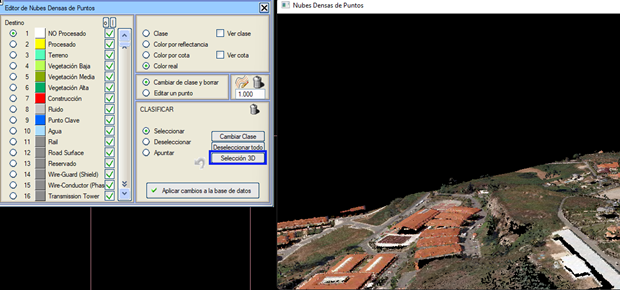 Editor de Nubes Densas de Puntos
Nubes Densas de Puntos
Destino
1 NO Procesado
2 Procesado
3 Terreno
4 Vegetación Baja
5 Vegetación Media
6 Vegetación Alta
7 Construcción
8 Ruido
9 Punto Clave
10 Agua
11 Rail
12 Road Surface
13 Reservado
14 Wire-Guard (Shield)
15 Wire-Conductor (Phas
16 Transmission Tower
Clase
Ver clase
Color por reflectancia
Color por cota
Ver cota
Color real
Cambiar de clase y borrar
Editar un punto
1.000
CLASIFICAR
Seleccionar
Deseleccionar
Apuntar
Cambiar Clase
Deseleccionar todo
Selección 3D
Aplicar cambios a la base de datos